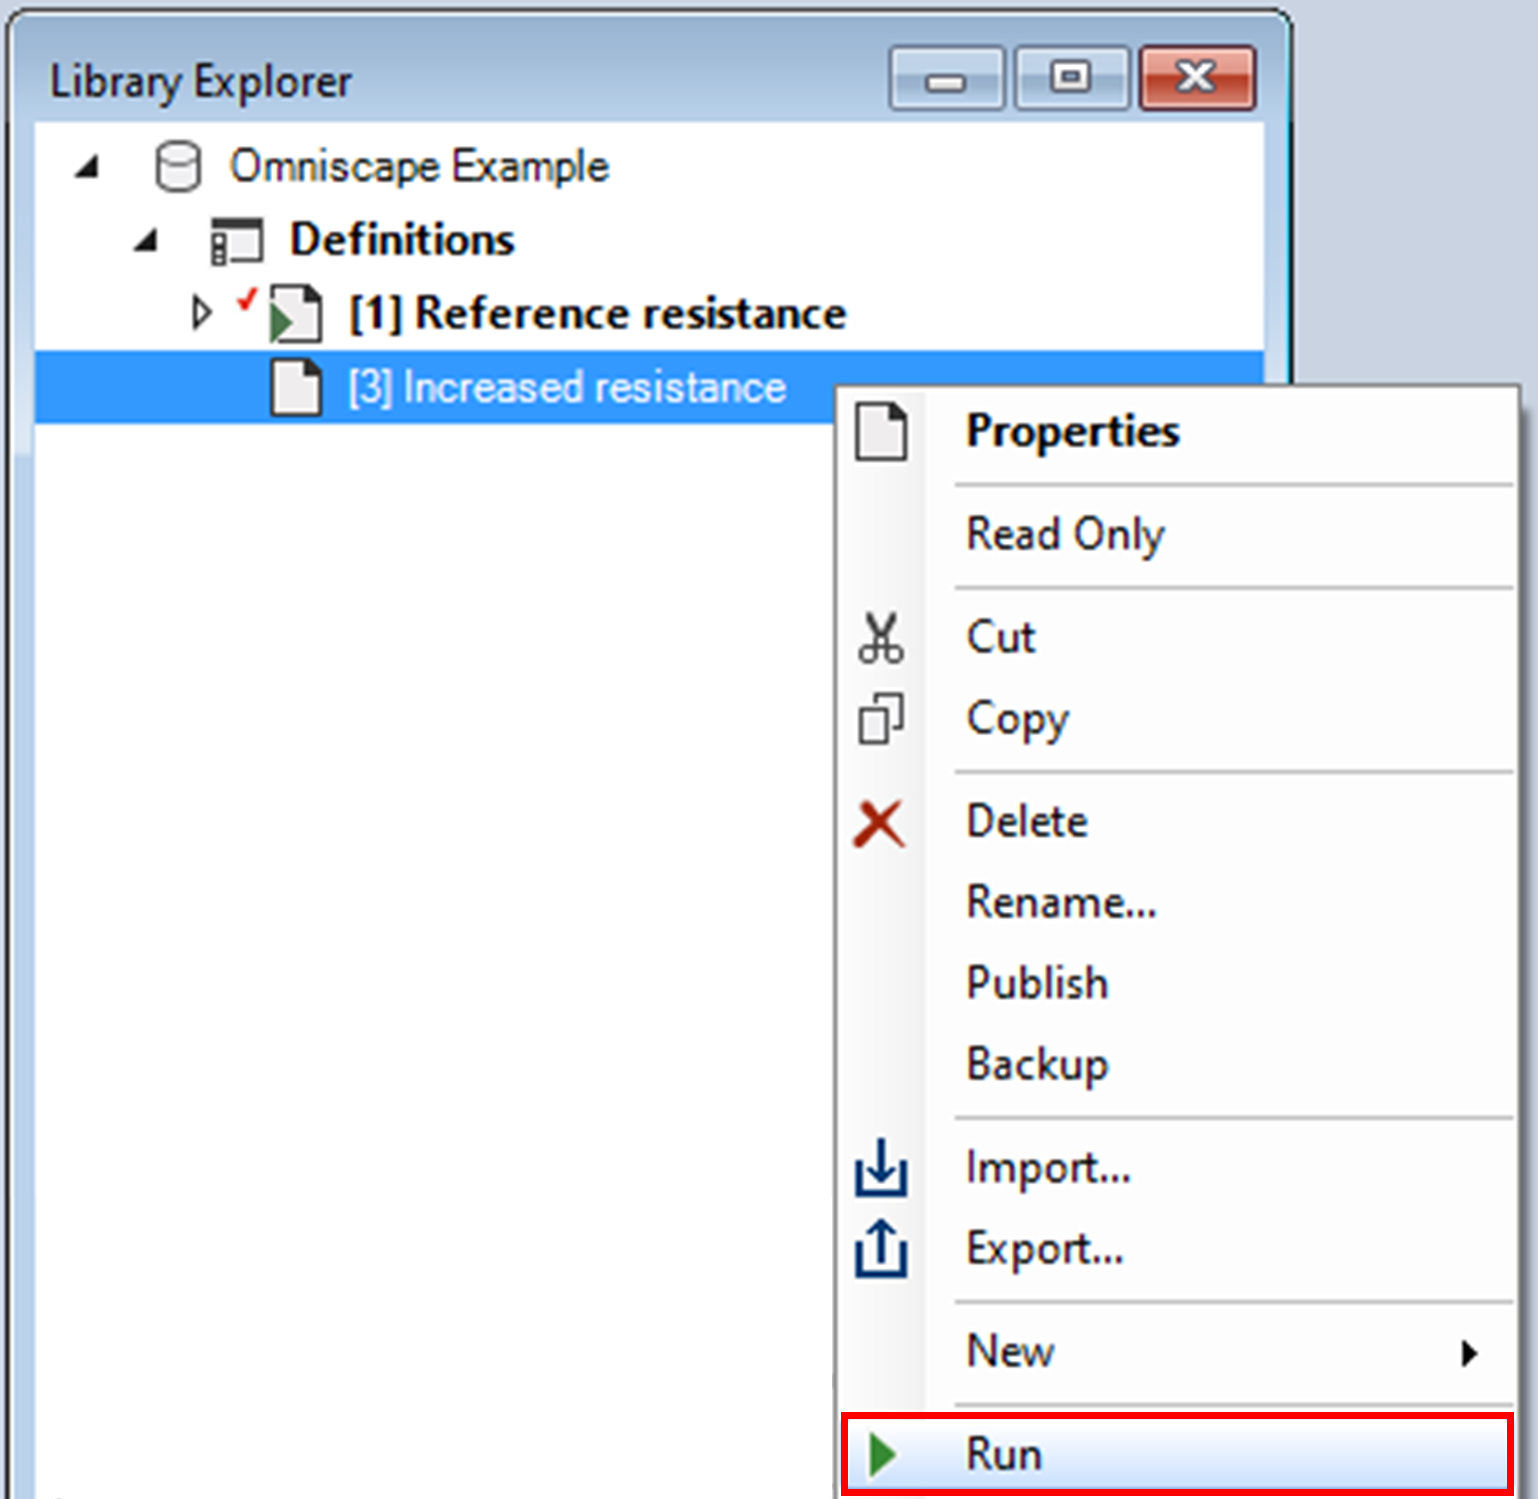 Library Explorer
Omniscape Example
Definitions
[1] Reference resistance
[3] Increased resistance
Properties
Read Only
Cut
Copy
Delete
Rename...
Publish
Backup
Import...
Export...
New
Run